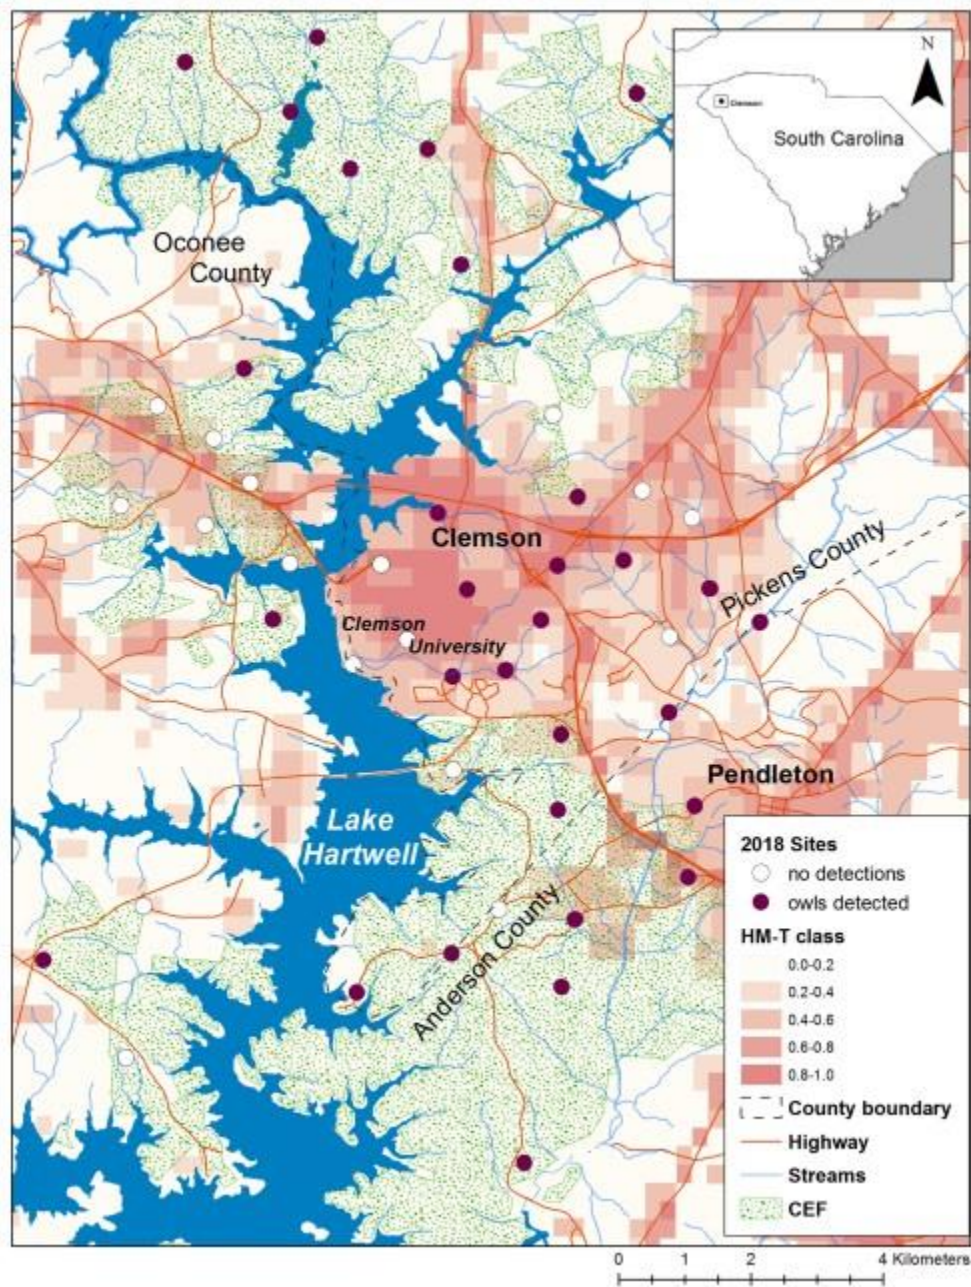 N
Clemson
South Carolina
Oconee
County
Clemson
Pickens County
Clemson
University
Pendleton
Lake
Hartwell
Anderson County
2018 Sites
no detections
owls detected
HM-T class
0.0-0.2
0.2-0.4
0.4-0.6
0.6-0.8
0.8-1.0
County boundary
Highway
Streams
CEF
0 1 2 4 Kilometers